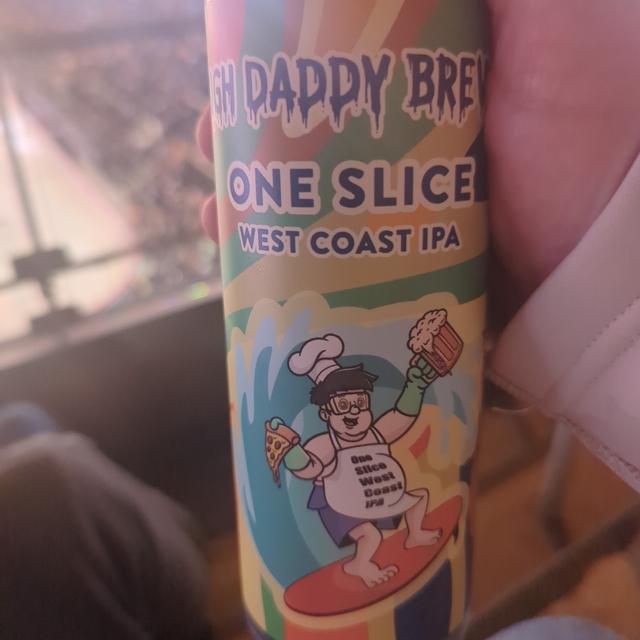 GH DADDY BREW
ONE SLICE
WEST COAST IPA
One
Slice
West
Coast
IPA